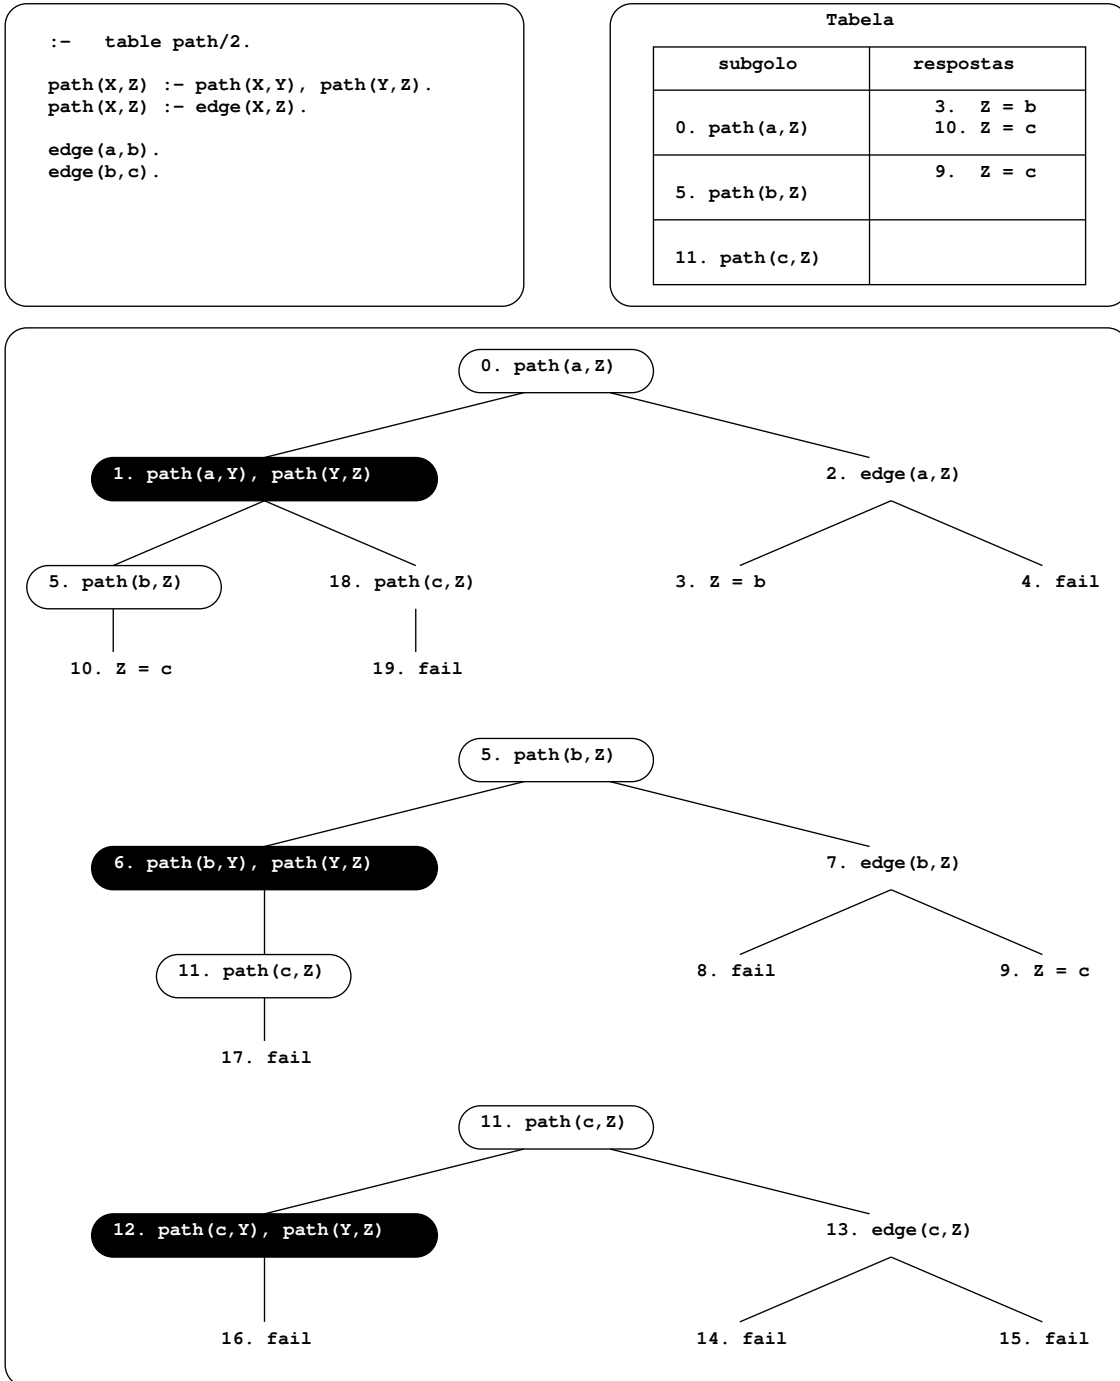 :- table path/2.
path(X,Z) :- path(X,Y), path(Y,Z).
path(X,Z) :- edge(X,Z).
edge(a,b).
edge(b,c).
Tabela
subgolo respostas
3. Z = b
0. path(a,Z) 10. Z = c
9. Z = c
5. path(b,Z)
11. path(c,Z)
0. path(a,Z)
1. path(a,Y), path(Y,Z) 2. edge(a,Z)
5. path(b,Z) 18. path(c,Z) 3. Z = b 4. fail
10. Z = c 19. fail
5. path(b,Z)
6. path(b,Y), path(Y,Z) 7. edge(b,Z)
11. path(c,Z) 8. fail 9. Z = c
17. fail
11. path(c,Z)
12. path(c,Y), path(Y,Z) 13. edge(c,Z)
16. fail 14. fail 15. fail